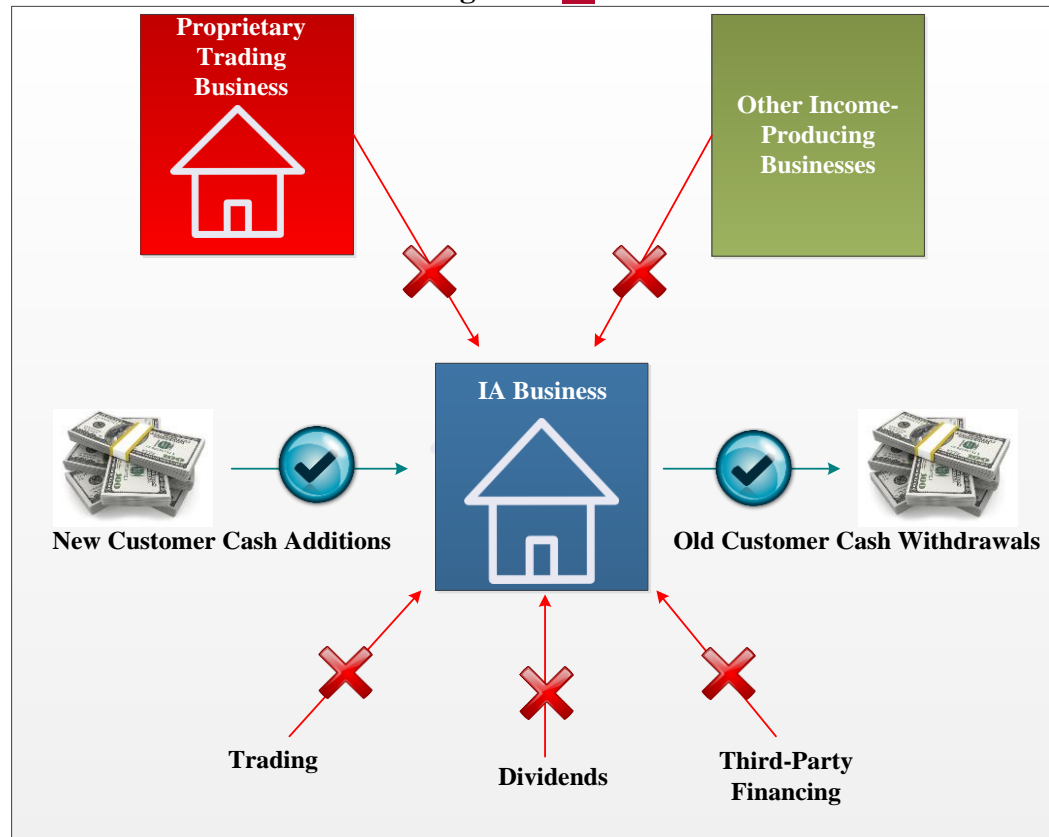 Proprietary
Trading
Business
Other Income-
Producing
Businesses
IA Business
New Customer Cash Additions
Old Customer Cash Withdrawals
Trading
Dividends
Third-Party
Financing